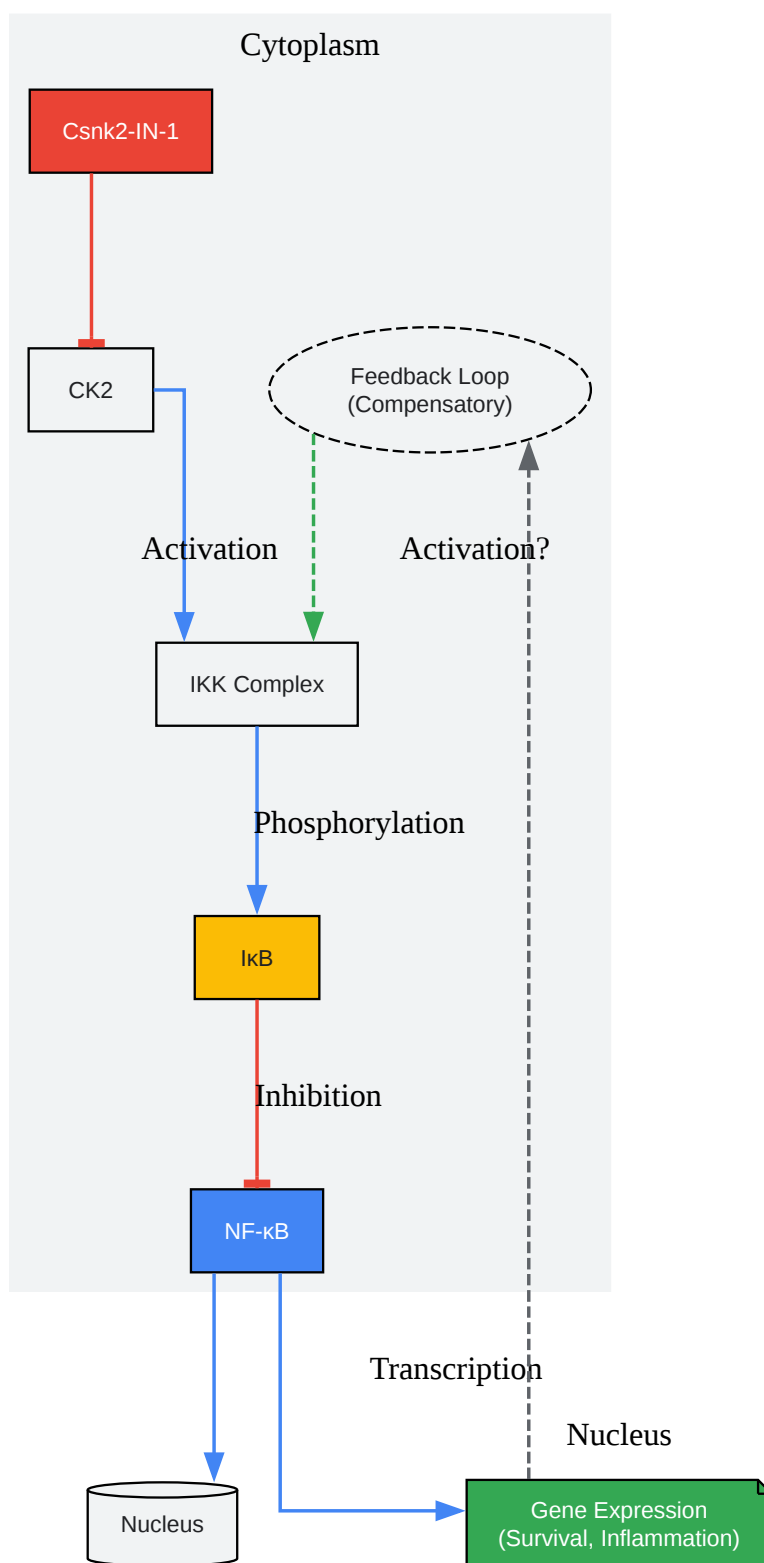 Cytoplasm
Csnk2-IN-1
CK2
Feedback Loop
(Compensatory)
Activation
Activation?
IKK Complex
Phosphorylation
IκB
Inhibition
NF-κB
Transcription
Nucleus
Nucleus
Gene Expression
(Survival, Inflammation)